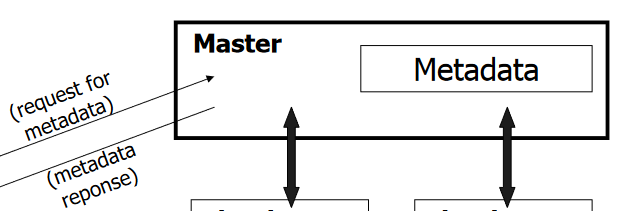 Master
Metadata
(request for
metadata)
(metadata
reponse)